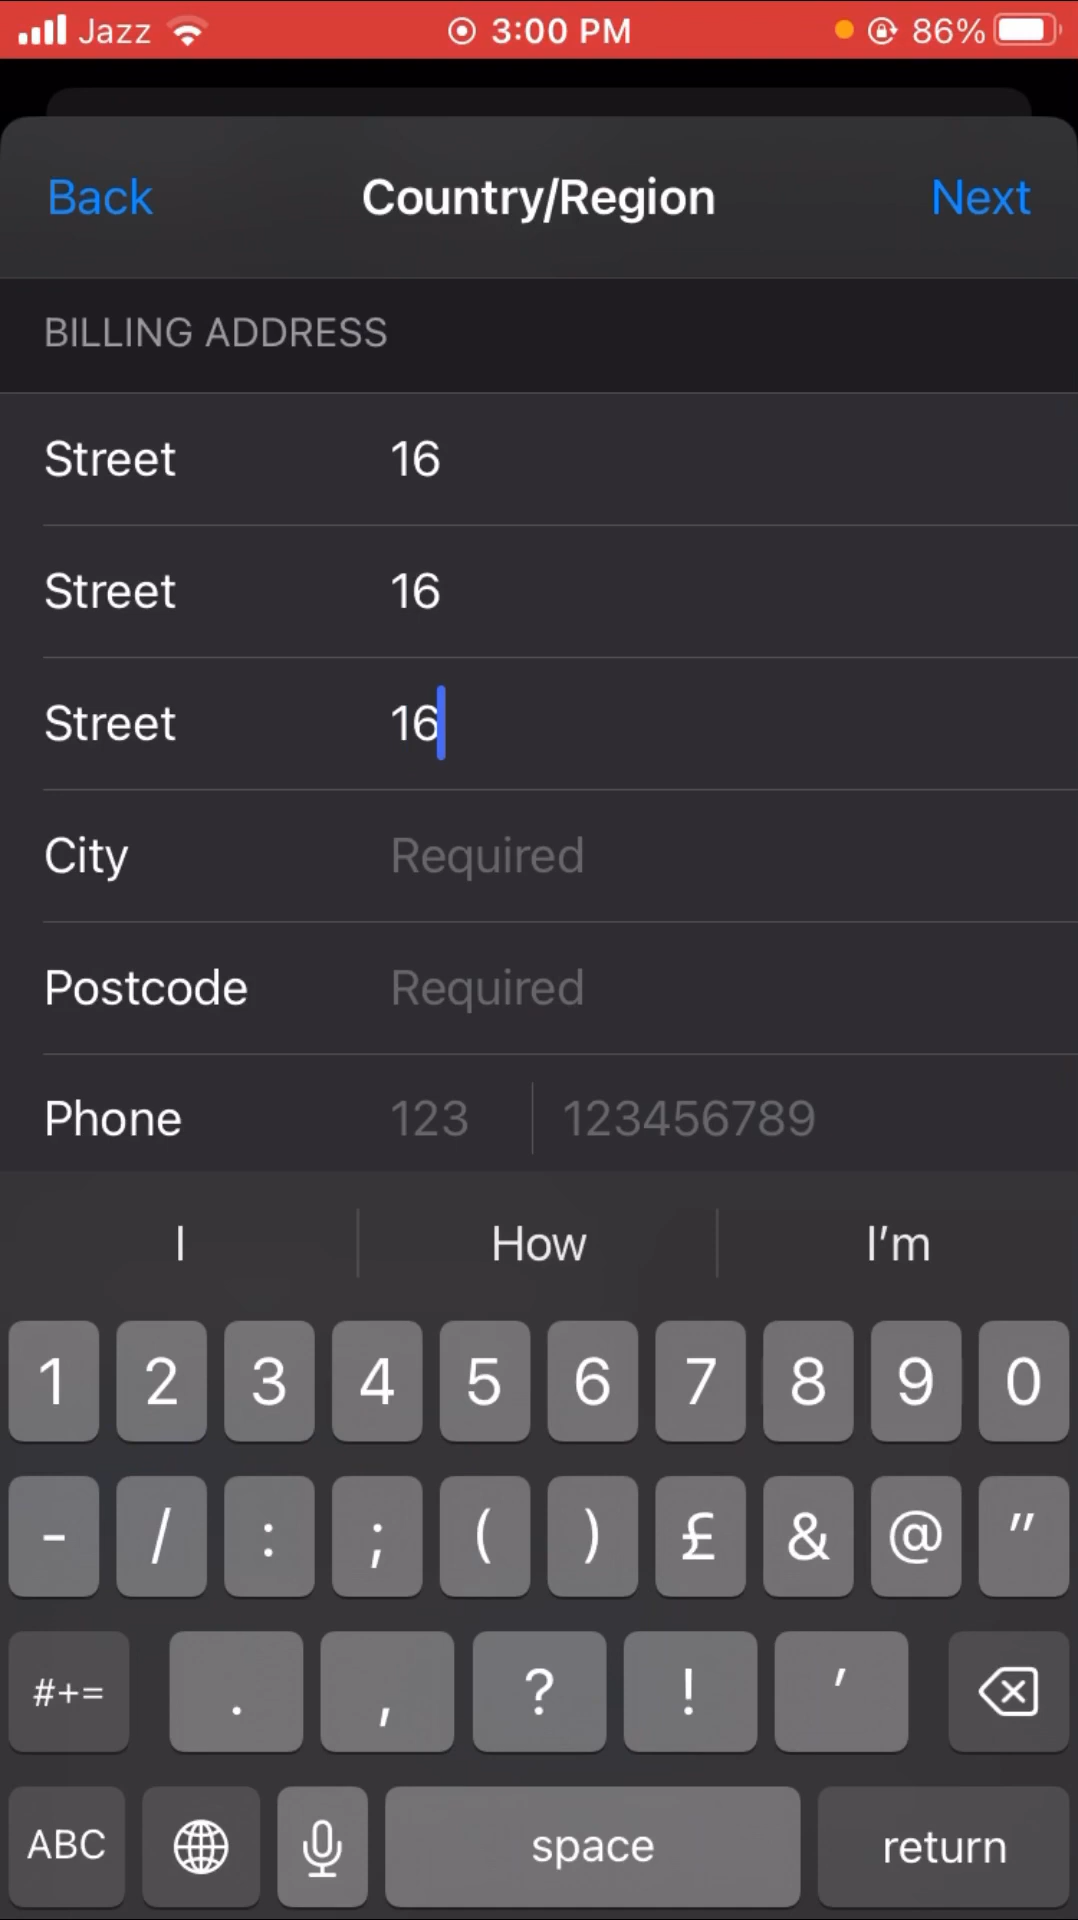 Jazz 3:00 PM 86%
Back Country/Region Next
BILLING ADDRESS
Street 16
Street 16
Street 16
City Required
Postcode Required
Phone 123 123456789
I How I’m
1 2 3 4 5 6 7 8 9 0
- / : ; ( ) £ & @ "
#+= . , ? ! ’
ABC space return